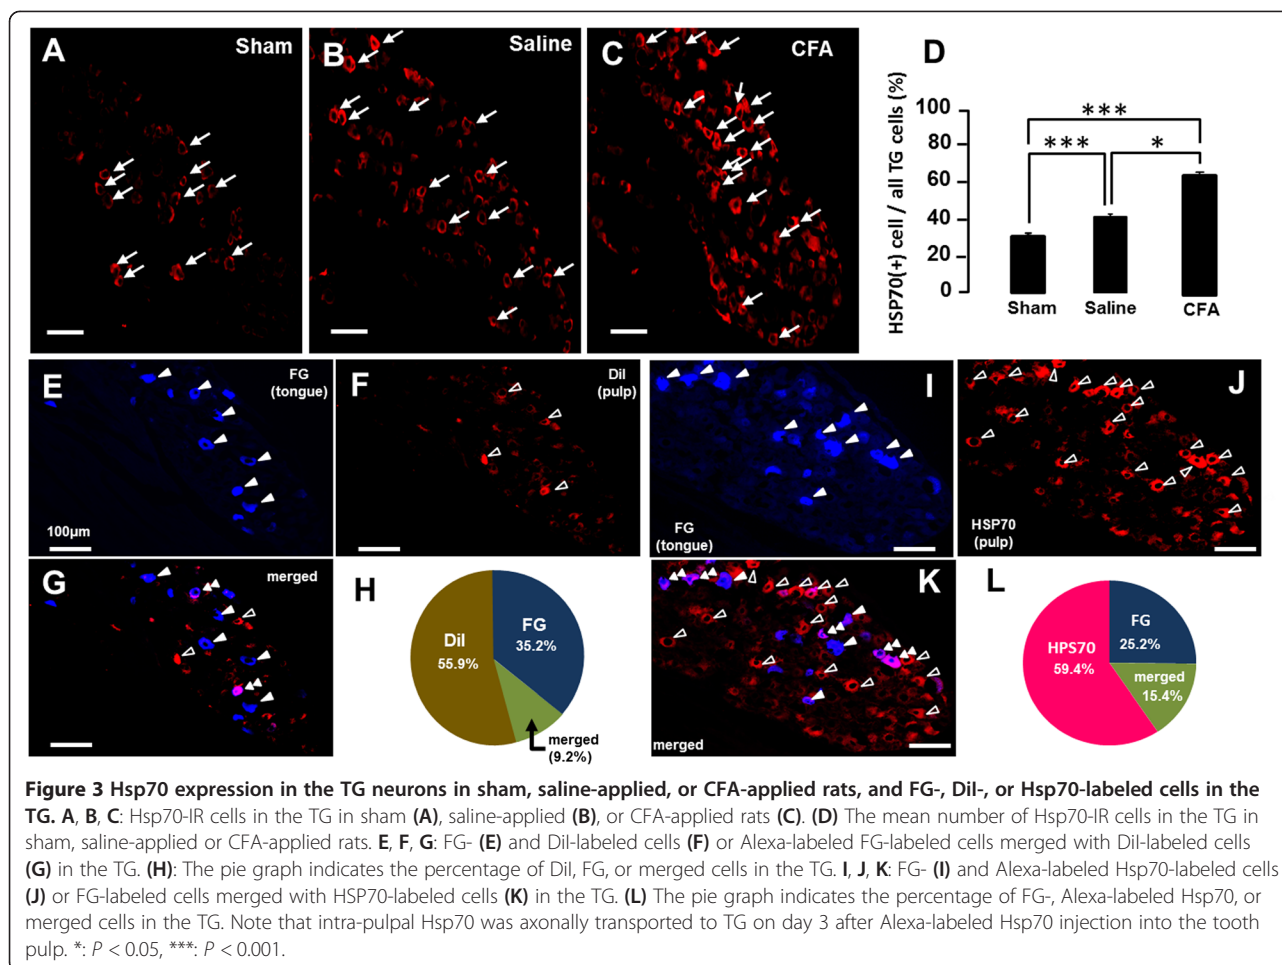 A
Sham
B
Saline
C
CFA
D
HSP70(+) cell / all TG cells (%)
100
80
60
40
20
0
***
***
*
Sham
Saline
CFA
E
FG
(tongue)
100μm
F
DiI
(pulp)
I
FG
(tongue)
J
HSP70
(pulp)
G
merged
H
DiI
55.9%
FG
35.2%
merged
(9.2%)
K
merged
L
HPS70
59.4%
FG
25.2%
merged
15.4%
Figure 3 Hsp70 expression in the TG neurons in sham, saline-applied, or CFA-applied rats, and FG-, DiI-, or Hsp70-labeled cells in the
TG. A, B, C: Hsp70-IR cells in the TG in sham (A), saline-applied (B), or CFA-applied rats (C). (D) The mean number of Hsp70-IR cells in the TG in
sham, saline-applied or CFA-applied rats. E, F, G: FG- (E) and DiI-labeled cells (F) or Alexa-labeled FG-labeled cells merged with DiI-labeled cells
(G) in the TG. (H): The pie graph indicates the percentage of DiI, FG, or merged cells in the TG. I, J, K: FG- (I) and Alexa-labeled Hsp70-labeled cells
(J) or FG-labeled cells merged with HSP70-labeled cells (K) in the TG. (L) The pie graph indicates the percentage of FG-, Alexa-labeled Hsp70, or
merged cells in the TG. Note that intra-pulpal Hsp70 was axonally transported to TG on day 3 after Alexa-labeled Hsp70 injection into the tooth
pulp. *: P < 0.05, ***: P < 0.001.